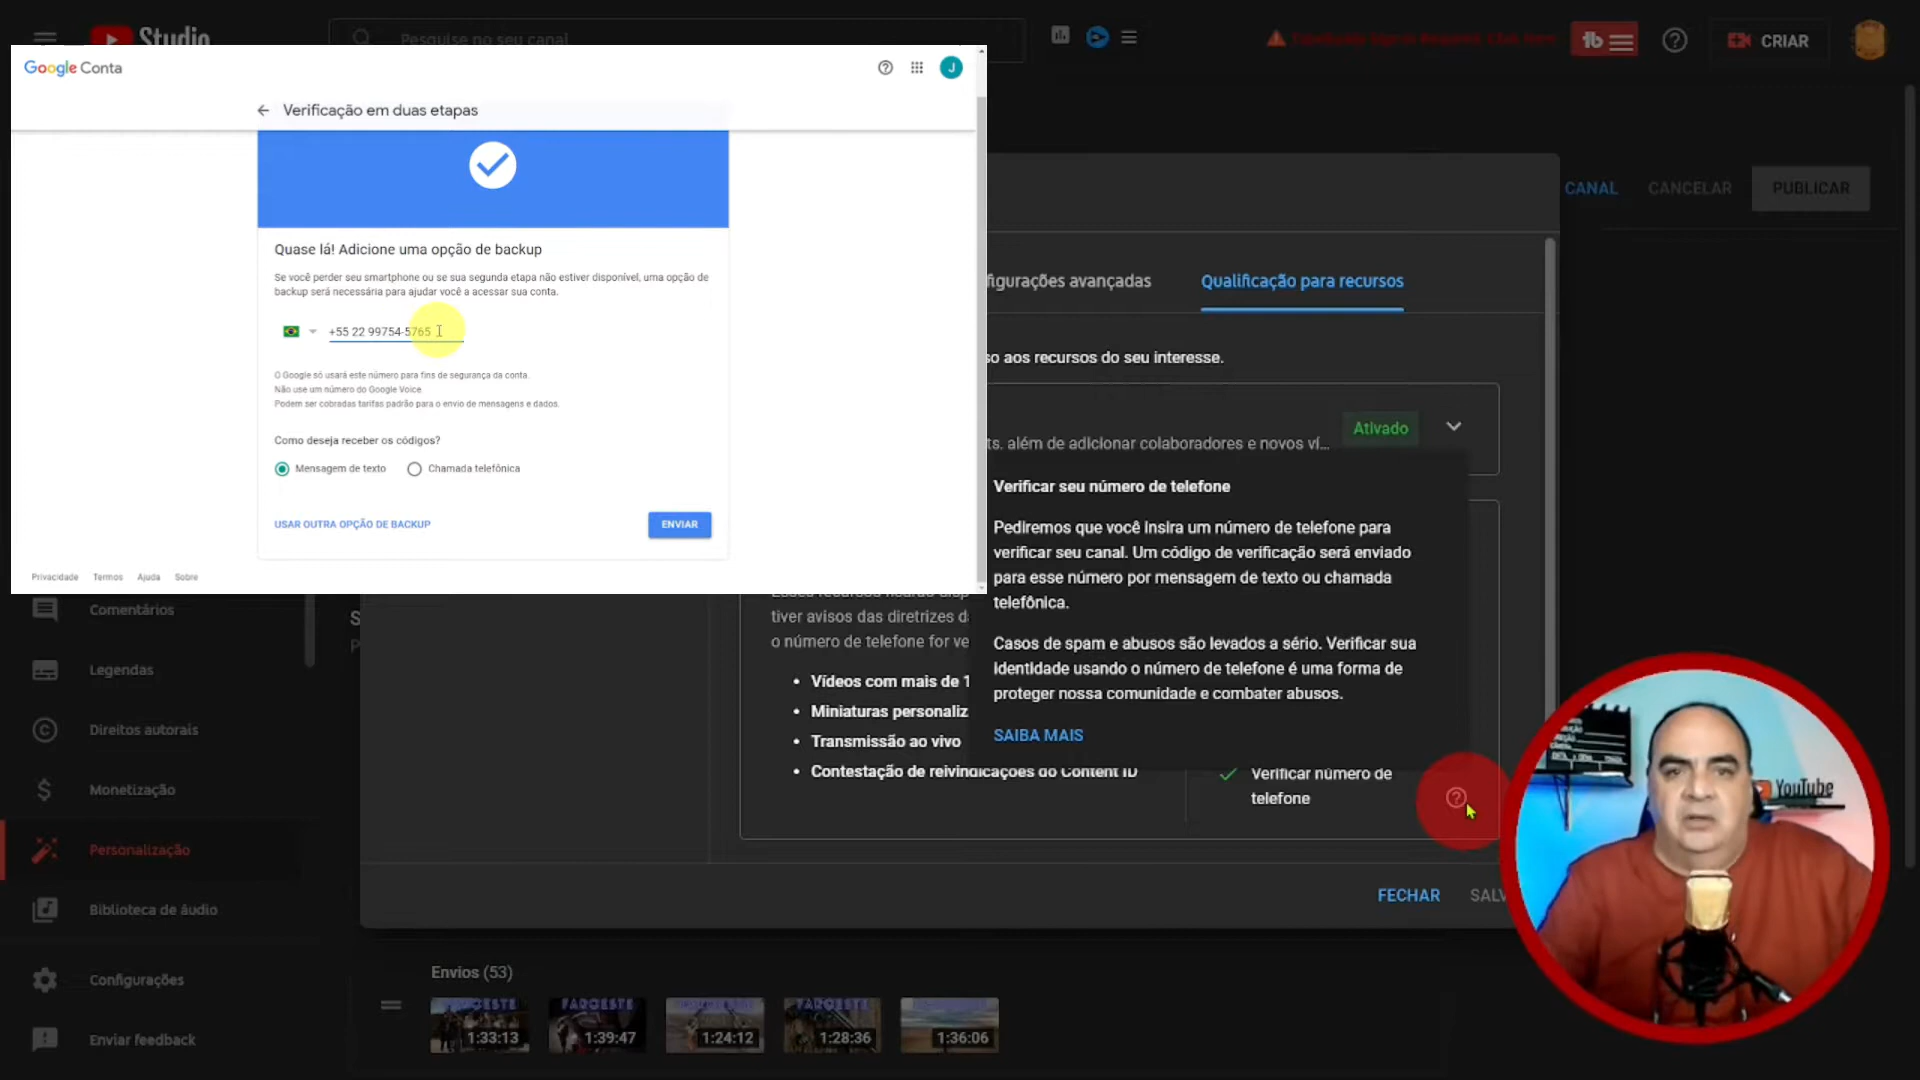 Studio
Pesquise no seu canal
CRIAR
Google Conta
J
Verificação em duas etapas
Quase lá! Adicione uma opção de backup
Se você perder seu smartphone ou se sua segunda etapa não estiver disponível, uma opção de
backup será necessária para ajudar você a acessar sua conta.
+55 22 99754-5765
O Google só usará este número para fins de segurança da conta.
Não use um número do Google Voice
Podem ser cobradas tarifas padrão para o envio de mensagens e dados.
Como deseja receber os códigos?
Mensagem de texto
Chamada telefônica
USAR OUTRA OPÇÃO DE BACKUP
ENVIAR
Privacidade
Termos
Ajuda
Sobre
CANAL
CANCELAR
PUBLICAR
figurações avançadas
Qualificação para recursos
so aos recursos do seu interesse.
Ativado
ts. além de adicionar colaboradores e novos ví...
Verificar seu número de telefone
Pediremos que você insira um número de telefone para
verificar seu canal. Um código de verificação será enviado
para esse número por mensagem de texto ou chamada
telefônica.
Casos de spam e abusos são levados a sério. Verificar sua
identidade usando o número de telefone é uma forma de
proteger nossa comunidade e combater abusos.
SAIBA MAIS
tiver avisos das diretrizes d
o número de telefone for ve
• Vídeos com mais de 1
• Miniaturas personaliz
• Transmissão ao vivo
• Contestação de reivindicações do Content ID
Verificar número de
telefone
FECHAR
SALV
Comentários
Legendas
Direitos autorais
Monetização
Personalização
Biblioteca de áudio
Configurações
Enviar feedback
Envios (53)
FAROESTE
1:33:13
FAROESTE
1:39:47
1:24:12
FAROESTE
1:28:36
1:36:06
YouTube